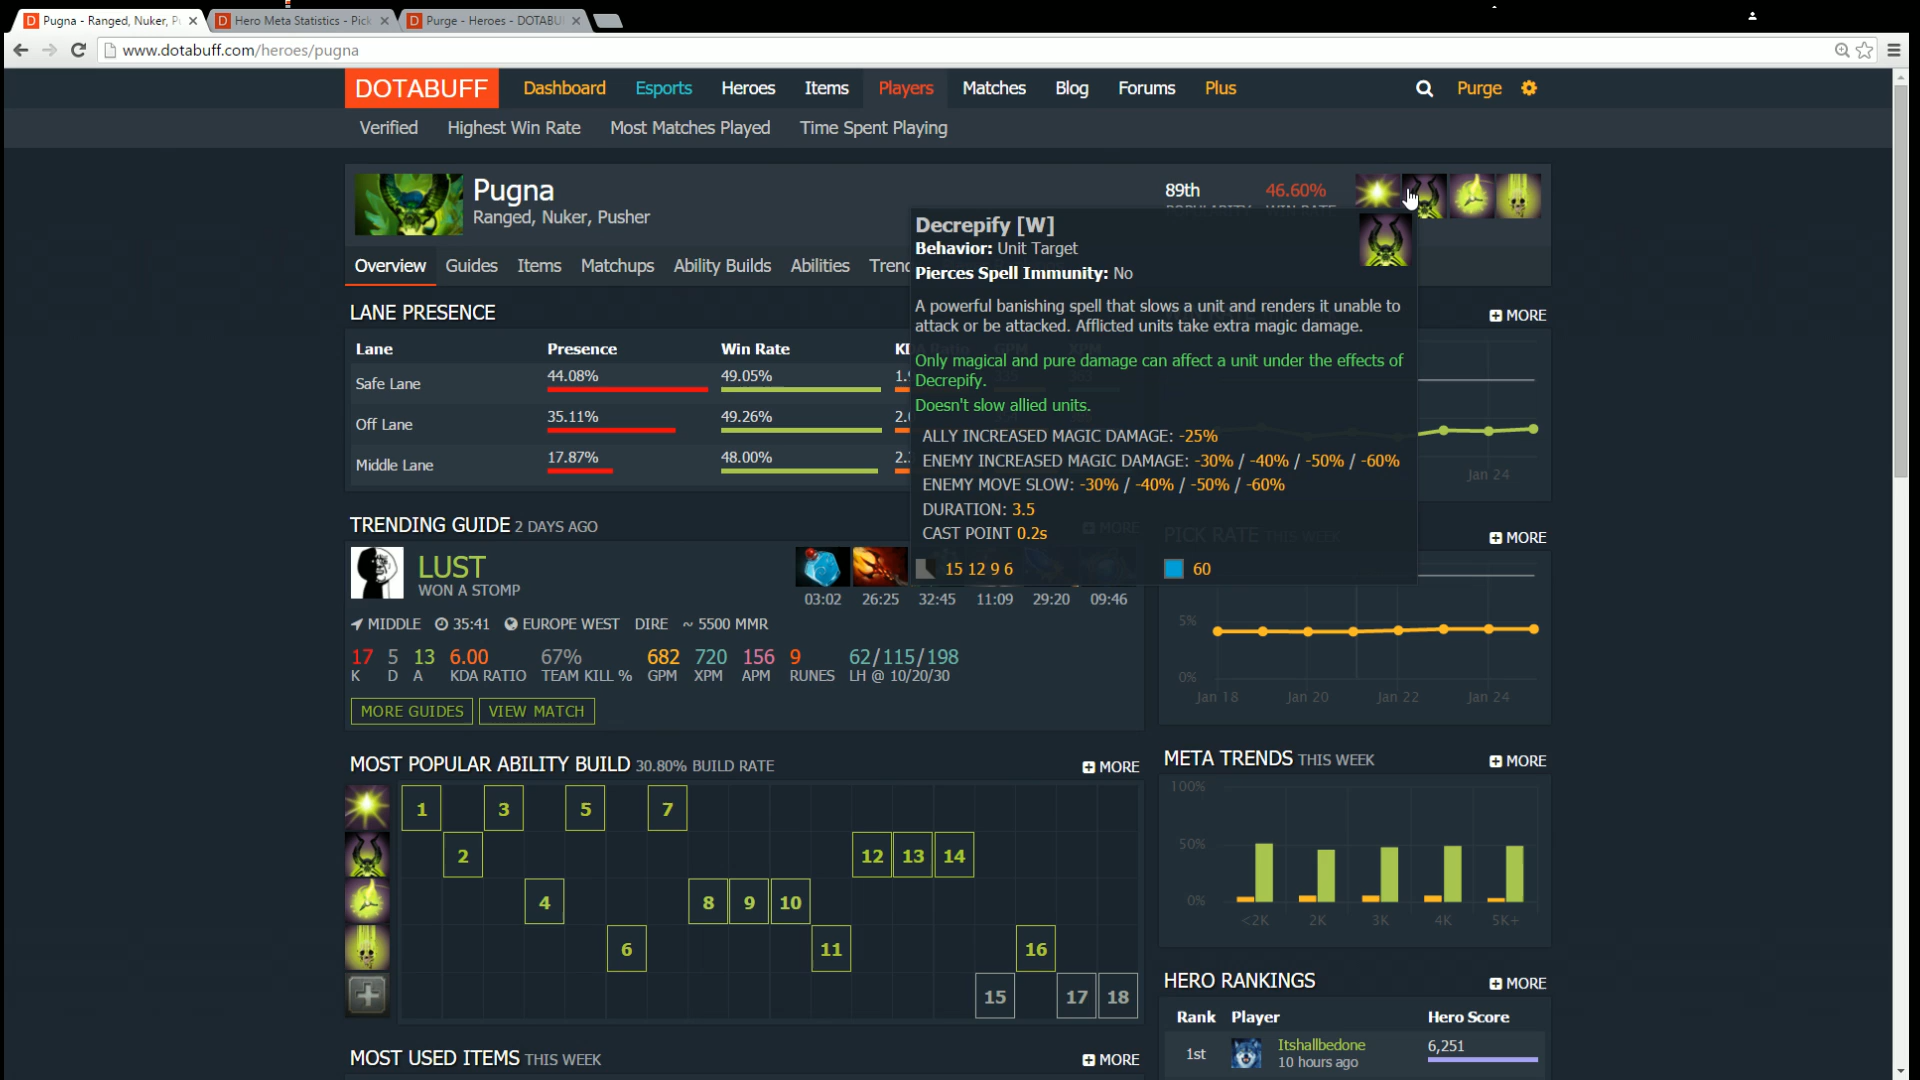 Pugna - Ranged, Nuker, P
Hero Meta Statistics - Pick
Purge - Heroes - DOTABU
www.dotabuff.com/heroes/pugna
DOTABUFF
Dashboard
Esports
Heroes
Items
Players
Matches
Blog
Forums
Plus
Purge
Verified
Highest Win Rate
Most Matches Played
Time Spent Playing
Pugna
Ranged, Nuker, Pusher
89th
46.60%
POPULARITY
WIN RATE
Overview
Guides
Items
Matchups
Ability Builds
Abilities
Trend
Decrepify [W]
Behavior: Unit Target
Pierces Spell Immunity: No
A powerful banishing spell that slows a unit and renders it unable to
attack or be attacked. Afflicted units take extra magic damage.
Only magical and pure damage can affect a unit under the effects of
Decrepify.
Doesn't slow allied units.
ALLY INCREASED MAGIC DAMAGE: -25%
ENEMY INCREASED MAGIC DAMAGE: -30% / -40% / -50% / -60%
ENEMY MOVE SLOW: -30% / -40% / -50% / -60%
DURATION: 3.5
CAST POINT 0.2s
15 12 9 6
60
LANE PRESENCE
Lane Presence Win Rate
Safe Lane 44.08% 49.05%
Off Lane 35.11% 49.26%
Middle Lane 17.87% 48.00%
MORE
Jan 24
TRENDING GUIDE 2 DAYS AGO
MORE
LUST
WON A STOMP
03:02 26:25 32:45 11:09 29:20 09:46
MIDDLE 35:41 EUROPE WEST DIRE ~ 5500 MMR
17 5 13 6.00 67% 682 720 156 9 62/115/198
K D A KDA RATIO TEAM KILL % GPM XPM APM RUNES LH @ 10/20/30
MORE GUIDES
VIEW MATCH
PICK RATE THIS WEEK
MORE
5%
0%
Jan 18 Jan 20 Jan 22 Jan 24
MOST POPULAR ABILITY BUILD 30.80% BUILD RATE
MORE
1 3 5 7
2 12 13 14
4 8 9 10
6 11 16
15 17 18
META TRENDS THIS WEEK
MORE
100%
50%
0%
<2K 2K 3K 4K 5K+
HERO RANKINGS
MORE
Rank Player Hero Score
1st Itshallbedone 6,251
10 hours ago
MOST USED ITEMS THIS WEEK
MORE